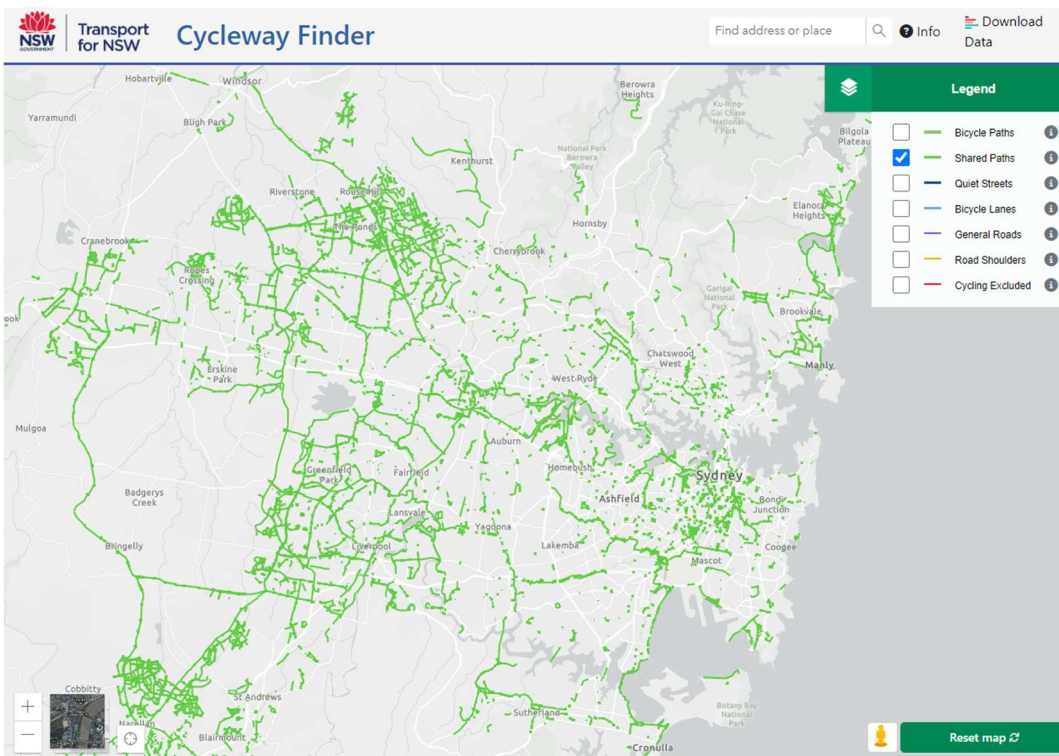 NSW
GOVERNMENT
Transport
for NSW
Cycleway Finder
Find address or place
Info
Download
Data
Legend
Bicycle Paths
Shared Paths
Quiet Streets
Bicycle Lanes
General Roads
Road Shoulders
Cycling Excluded
Hobartville
Windsor
Berowra
Heights
Ku-Ring-
Gai Chase
National
Park
Yarramundi
Bligh Park
Bilgola
Plateau
National Park
Berowra
Valley
Kenthurst
Riverstone
Rouse Hill
Elanora
Heights
Hornsby
The Ponds
Cranebrook
Cherrybrook
Ropes
Crossing
Garigal
National
Park
Brookvale
ook
Chatswood
West
Manly
Erskine
Park
West Ryde
Mulgoa
Auburn
Greenfield
Park
Fairfield
Homebush
Sydney
Badgerys
Creek
Ashfield
Bondi
Junction
Lansvale
Yagoona
Bringelly
Liverpool
Lakemba
Coogee
Mascot
Cobbitty
St Andrews
Botany Bay
National
Park
Sutherland
Narellan
Blairmount
Cronulla
Reset map